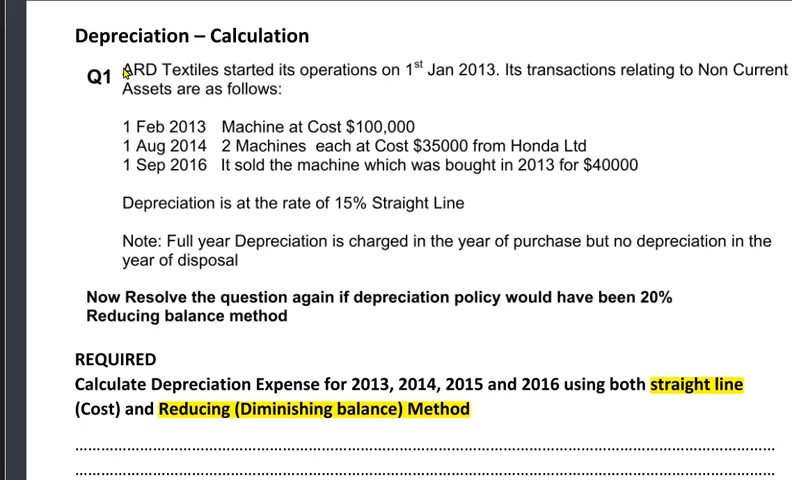 Depreciation – Calculation
Q1 ARD Textiles started its operations on 1st Jan 2013. Its transactions relating to Non Current
Assets are as follows:
1 Feb 2013 Machine at Cost $100,000
1 Aug 2014 2 Machines each at Cost $35000 from Honda Ltd
1 Sep 2016 It sold the machine which was bought in 2013 for $40000
Depreciation is at the rate of 15% Straight Line
Note: Full year Depreciation is charged in the year of purchase but no depreciation in the
year of disposal
Now Resolve the question again if depreciation policy would have been 20%
Reducing balance method
REQUIRED
Calculate Depreciation Expense for 2013, 2014, 2015 and 2016 using both straight line
(Cost) and Reducing (Diminishing balance) Method